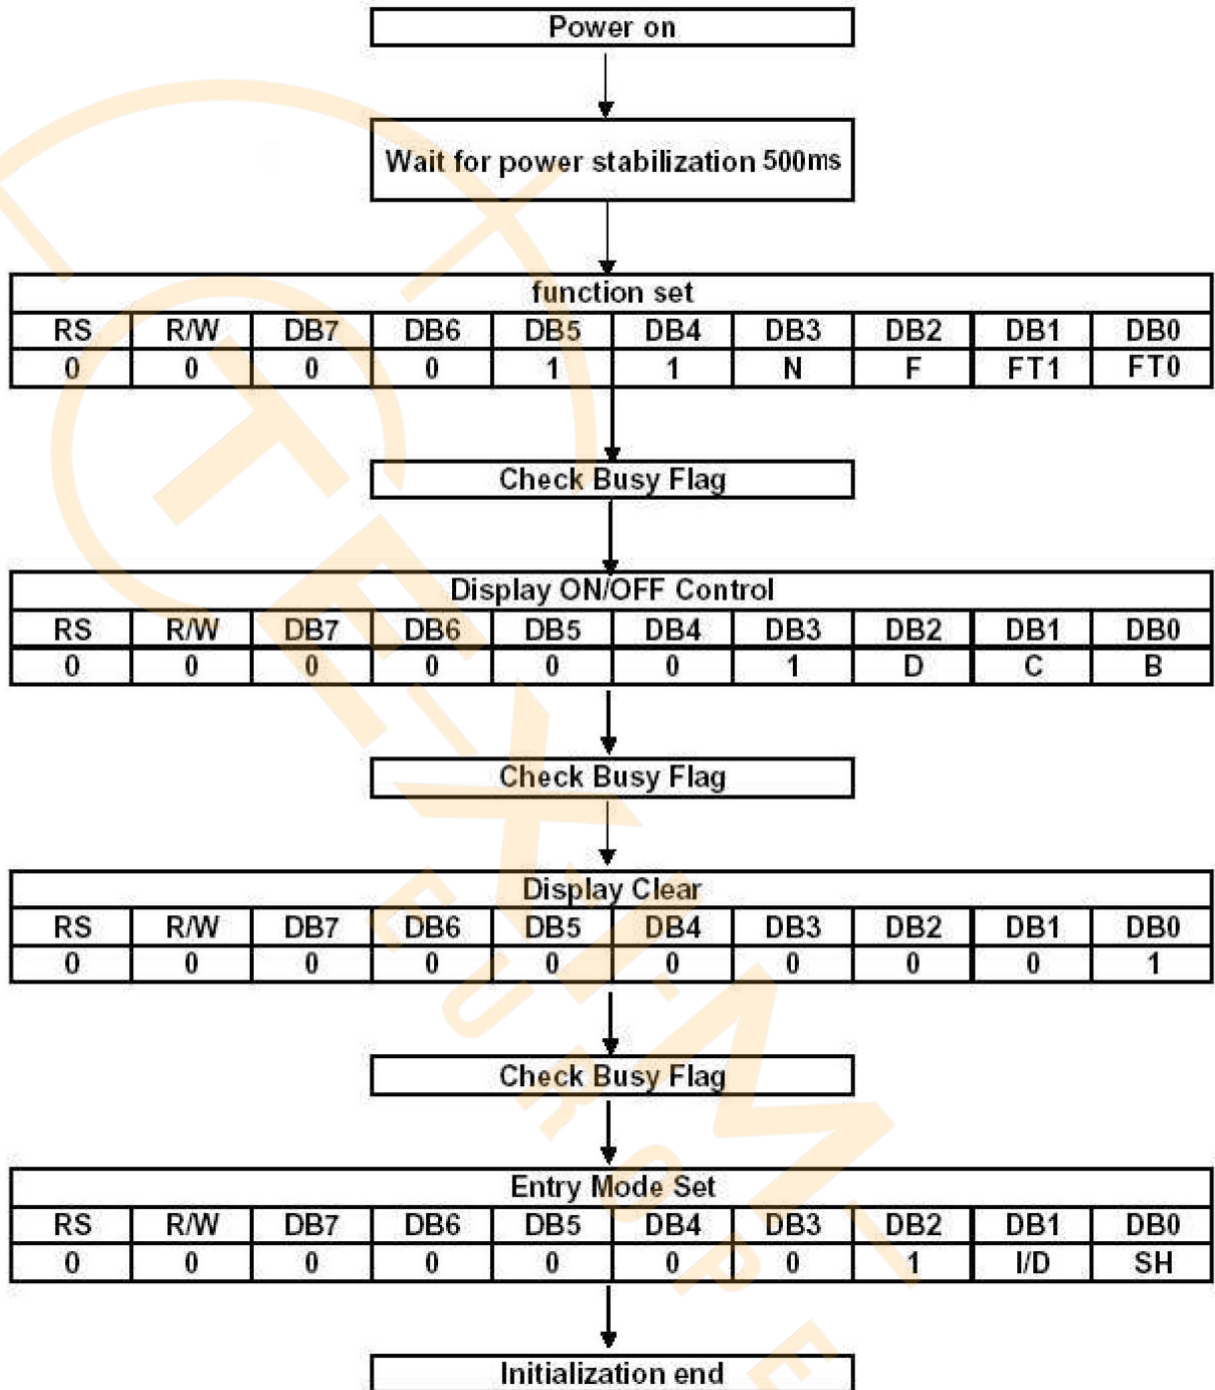 Power on
Wait for power stabilization 500ms
function set
RS R/W DB7 DB6 DB5 DB4 DB3 DB2 DB1 DB0
0 0 0 0 1 1 N F FT1 FT0
Check Busy Flag
Display ON/OFF Control
RS R/W DB7 DB6 DB5 DB4 DB3 DB2 DB1 DB0
0 0 0 0 0 0 1 D C B
Check Busy Flag
Display Clear
RS R/W DB7 DB6 DB5 DB4 DB3 DB2 DB1 DB0
0 0 0 0 0 0 0 0 0 1
Check Busy Flag
Entry Mode Set
RS R/W DB7 DB6 DB5 DB4 DB3 DB2 DB1 DB0
0 0 0 0 0 0 0 1 I/D SH
Initialization end
TEXIM
EUROPE